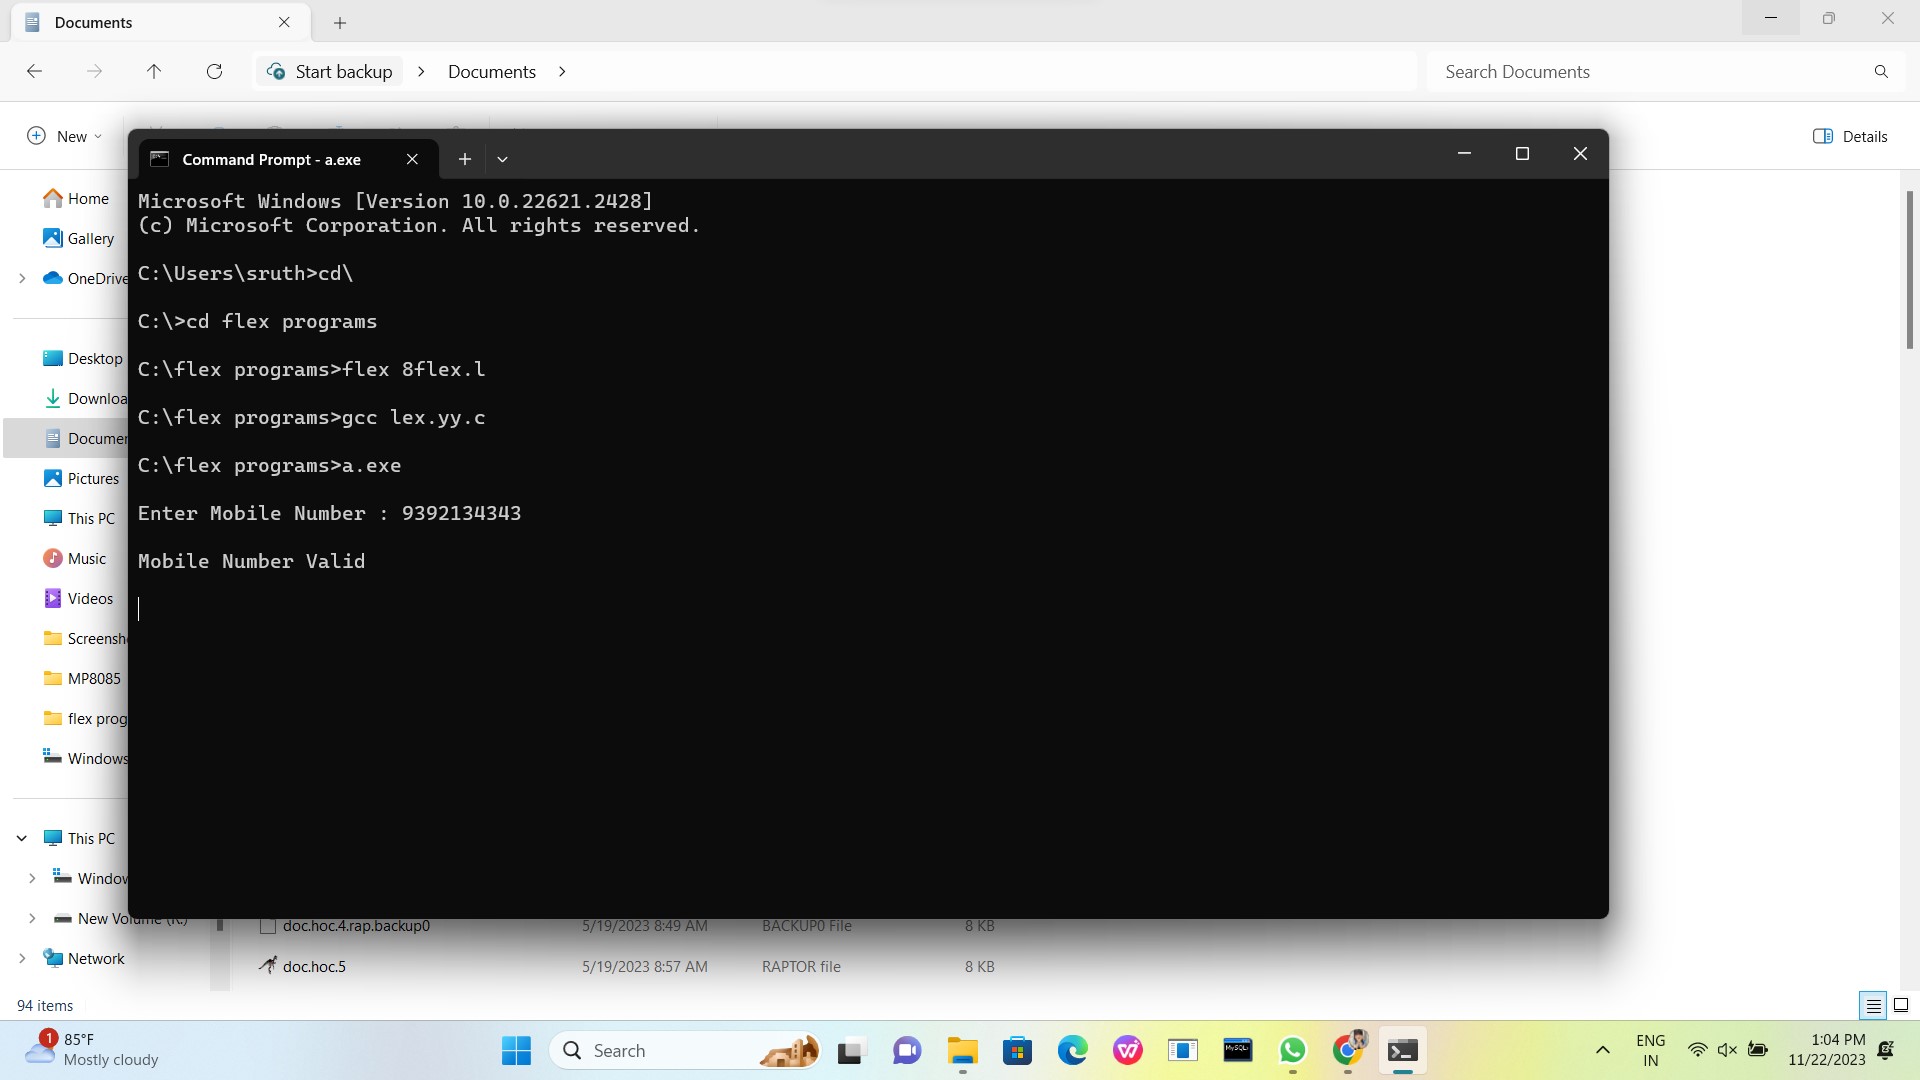 Documents
Start backup
Documents
Search Documents
New
Details
Command Prompt - a.exe
Home
Gallery
OneDrive
Desktop
Downloa
Documen
Pictures
This PC
Music
Videos
Screensh
MP8085
flex prog
Windows
This PC
Window
New Volume (R:)
Network
94 items
Microsoft Windows [Version 10.0.22621.2428]
(c) Microsoft Corporation. All rights reserved.
C:\Users\sruth>cd\
C:\>cd flex programs
C:\flex programs>flex 8flex.l
C:\flex programs>gcc lex.yy.c
C:\flex programs>a.exe
Enter Mobile Number : 9392134343
Mobile Number Valid
doc.hoc.4.rap.backup0 5/19/2023 8:49 AM BACKUP0 File 8 KB
doc.hoc.5 5/19/2023 8:57 AM RAPTOR file 8 KB
1
85°F
Mostly cloudy
Search
MySQL
ENG
IN
1:04 PM
11/22/2023